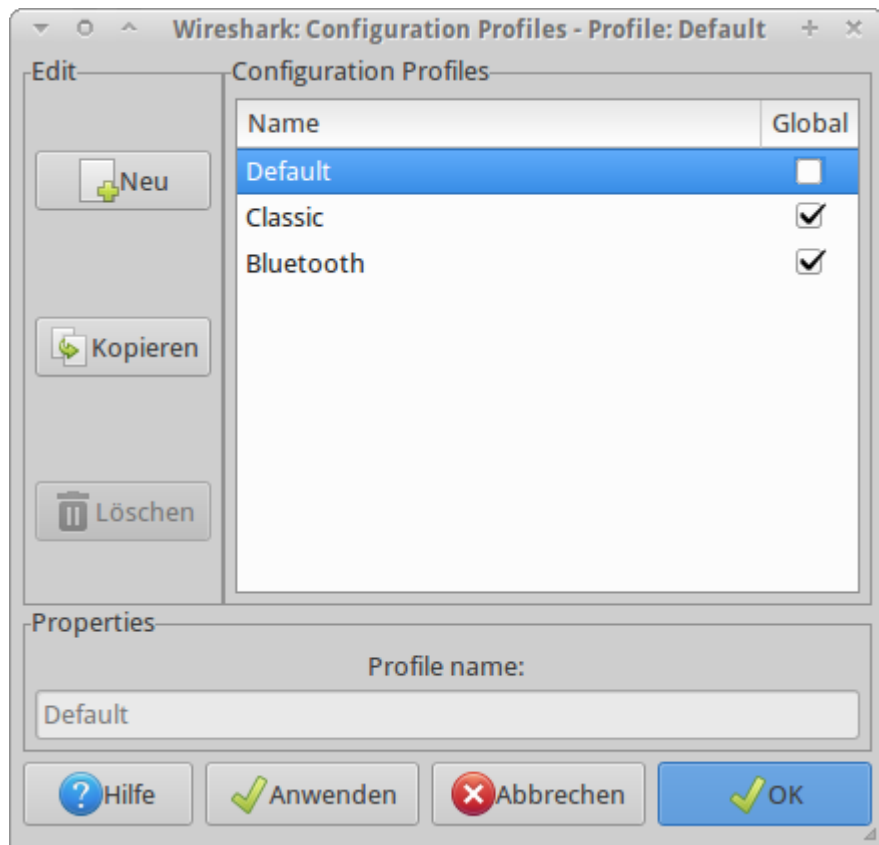 Wireshark: Configuration Profiles - Profile: Default
Edit
Neu
Kopieren
Löschen
Configuration Profiles
Name Global
Default
Classic
Bluetooth
Properties
Profile name:
Default
Hilfe Anwenden Abbrechen OK